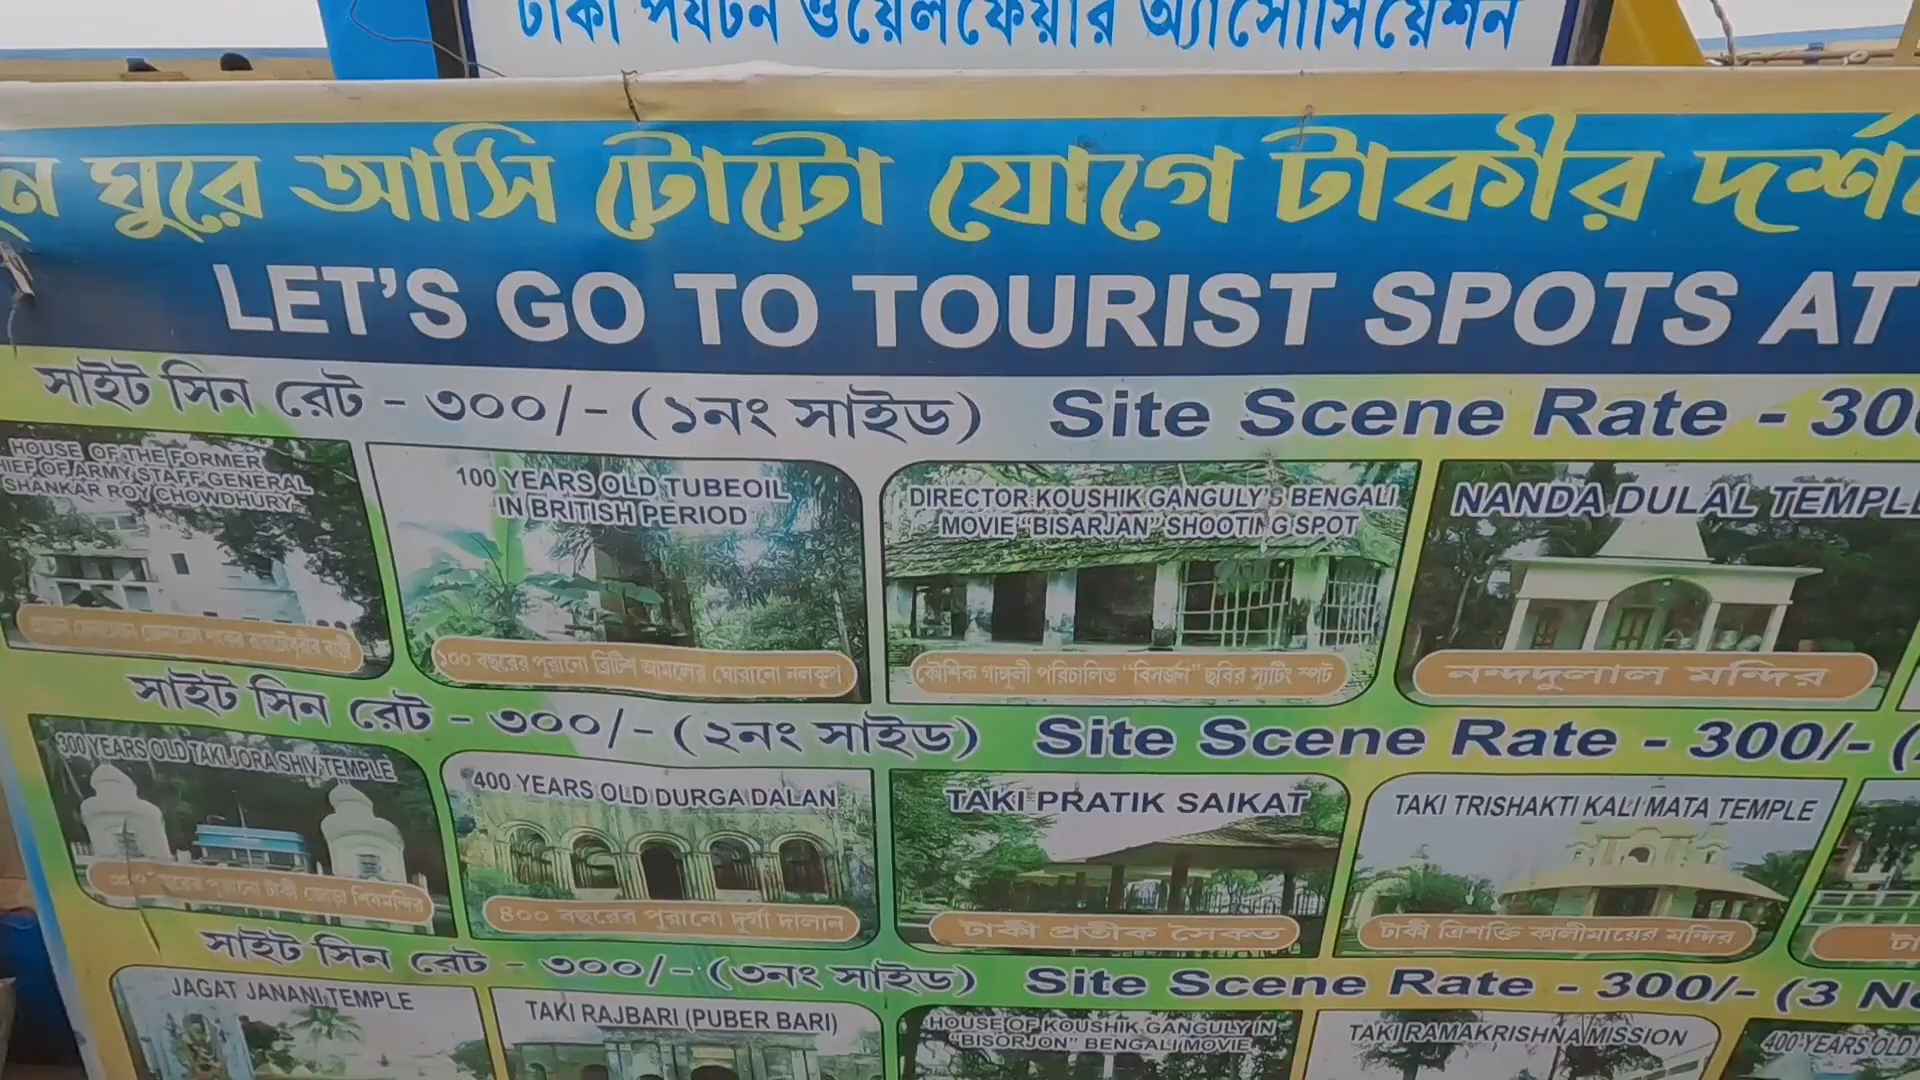 টাকী পর্যটন ওয়েলফেয়ার অ্যাসোসিয়েশন
ঘুরে আসি টোটো যোগে টাকীর
LET'S GO TO TOURIST SPOTS AT
সাইট সিন রেট - ৩০০/- (১নং সাইড) Site Scene Rate -
HOUSE OF THE FORMER
OF ARMY STAFF GENERAL
SHANKAR ROY CHOWDHURY
100 YEARS OLD TUBEOIL
IN BRITISH PERIOD
DIRECTOR KOUSHIK GANGULY'S BENGALI
MOVIE "BISARJAN" SHOOTING SPOT
NANDA DULAL TEMPLE
১০০ বছরের পুরানো ব্রিটিশ আমলের ঘোরানো নলকূপ
কৌশিক গাঙ্গুলী পরিচালিত "বিসর্জন" ছবির স্যুটিং স্পট
নন্দদুলাল মন্দির
সাইট সিন রেট - ৩০০/- (২নং সাইড) Site Scene Rate - 300/-
300 YEARS OLD TAKI JORA SHIV TEMPLE
400 YEARS OLD DURGA DALAN
TAKI PRATIK SAIKAT
TAKI TRISHAKTI KALI MATA TEMPLE
বছরের পুরানো টাকী জোড়া শিবমন্দির
৪০০ বছরের পুরানো দুর্গা দালান
টাকী প্রতীক সৈকত
টাকী ত্রিশক্তি কালীমায়ের মন্দির
সাইট সিন রেট - ৩০০/- (৩নং সাইড) Site Scene Rate - 300/- (3
JAGAT JANANI TEMPLE
TAKI RAJBARI (PUBER BARI)
HOUSE OF KOUSHIK GANGULY IN
"BISORJON" BENGALI MOVIE
TAKI RAMAKRISHNA MISSION
400 YEARS OLD